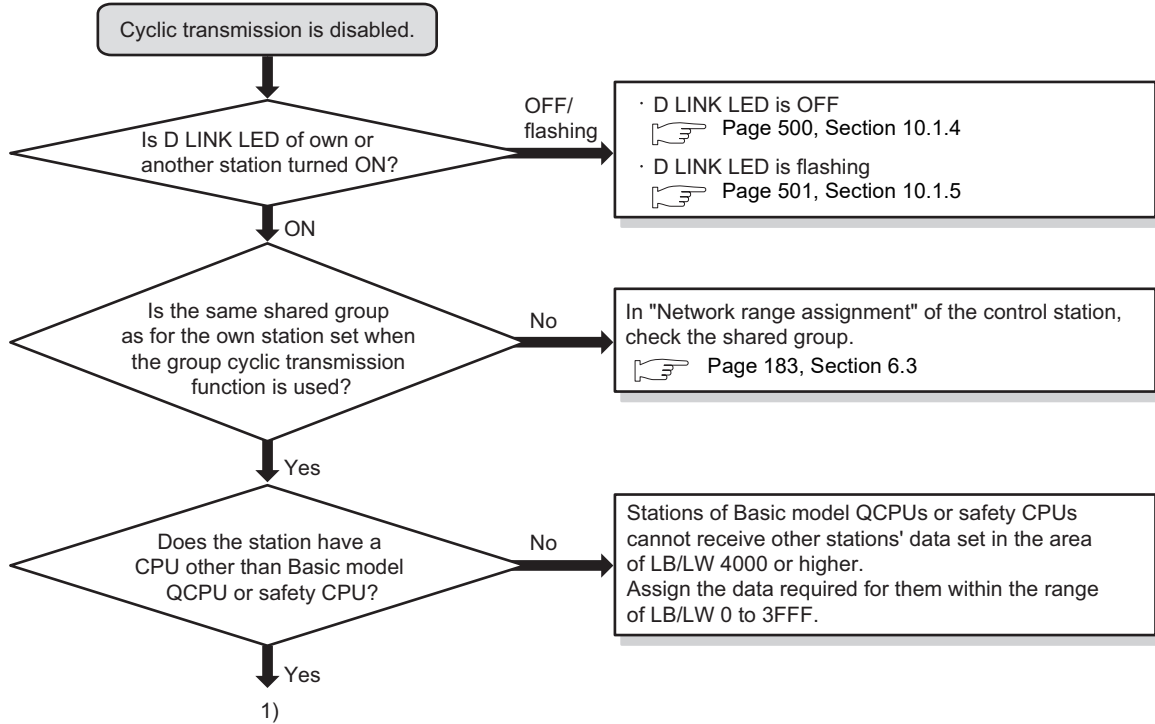 Cyclic transmission is disabled.
Is D LINK LED of own or
another station turned ON?
OFF/
flashing
· D LINK LED is OFF
Page 500, Section 10.1.4
· D LINK LED is flashing
Page 501, Section 10.1.5
ON
Is the same shared group
as for the own station set when
the group cyclic transmission
function is used?
No
In "Network range assignment" of the control station,
check the shared group.
Page 183, Section 6.3
Yes
Does the station have a
CPU other than Basic model
QCPU or safety CPU?
No
Stations of Basic model QCPUs or safety CPUs
cannot receive other stations' data set in the area
of LB/LW 4000 or higher.
Assign the data required for them within the range
of LB/LW 0 to 3FFF.
Yes
1)